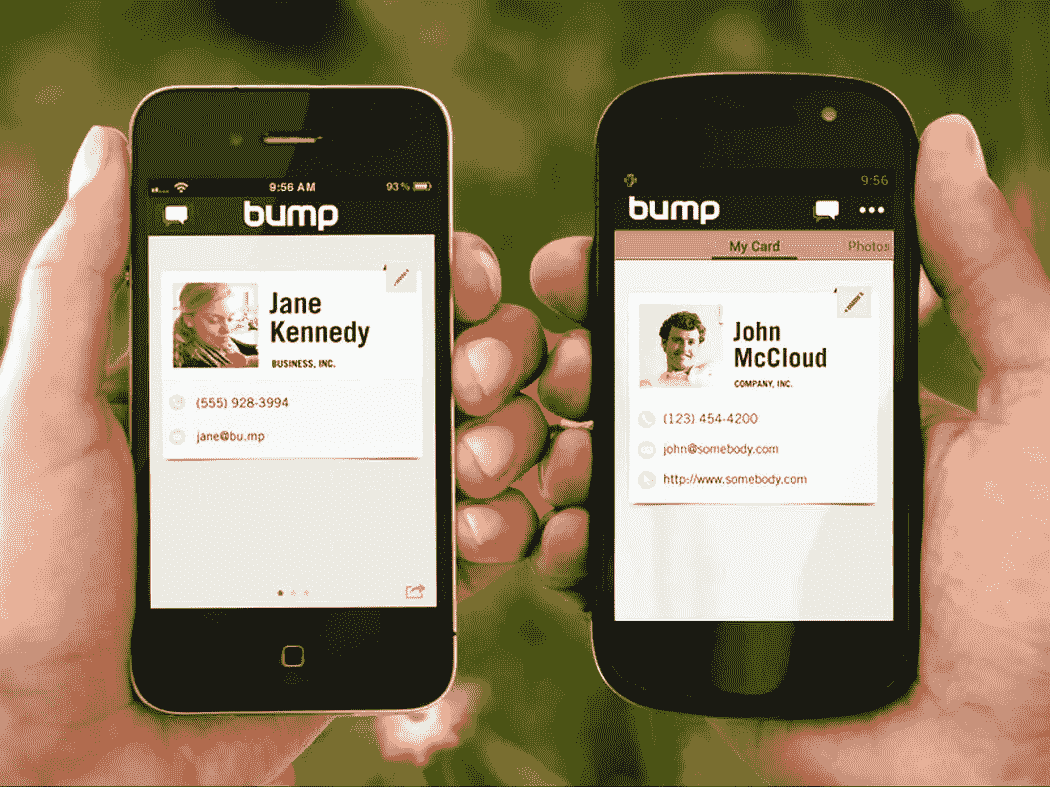 9:56 AM
93%
bump
Jane
Kennedy
BUSINESS, INC.
(555) 928-3994
jane@bu.mp
9:56
bump
My Card Photos
John
McCloud
COMPANY, INC.
(123) 454-4200
john@somebody.com
http://www.somebody.com